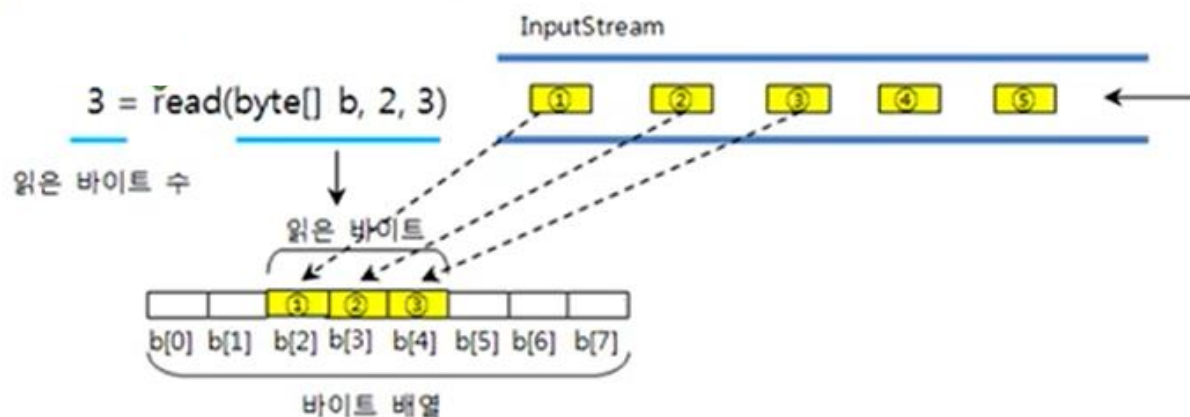 InputStream
3 = read(byte[] b, 2, 3)
① ② ③ ④ ⑤
읽은 바이트 수
읽은 바이트
① ② ③
b[0] b[1] b[2] b[3] b[4] b[5] b[6] b[7]
바이트 배열